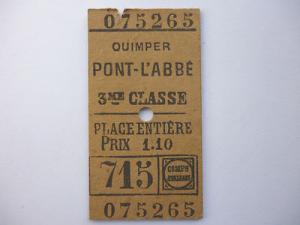 075265
QUIMPER
PONT-L'ABBÉ
3ME CLASSE
PLACE ENTIÈRE
PRIX 1.10
715
075265